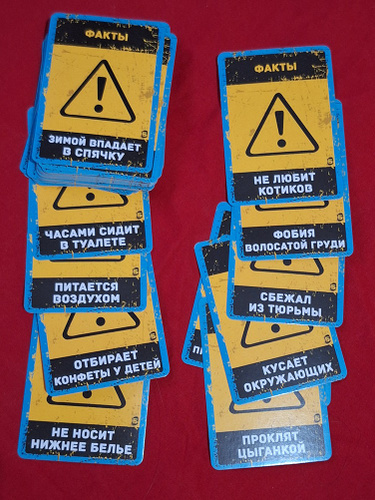 ФАКТЫ
ЗИМОЙ ВПАДАЕТ
В СПЯЧКУ
ЧАСАМИ СИДИТ
В ТУАЛЕТЕ
ПИТАЕТСЯ
ВОЗДУХОМ
ОТБИРАЕТ
КОНФЕТЫ У ДЕТЕЙ
НЕ НОСИТ
НИЖНЕЕ БЕЛЬЕ
ФАКТЫ
НЕ ЛЮБИТ
КОТИКОВ
ФОБИЯ
ВОЛОСАТОЙ ГРУДИ
СБЕЖАЛ
ИЗ ТЮРЬМЫ
КУСАЕТ
ОКРУЖАЮЩИХ
ПРОКЛЯТ
ЦЫГАНКОЙ